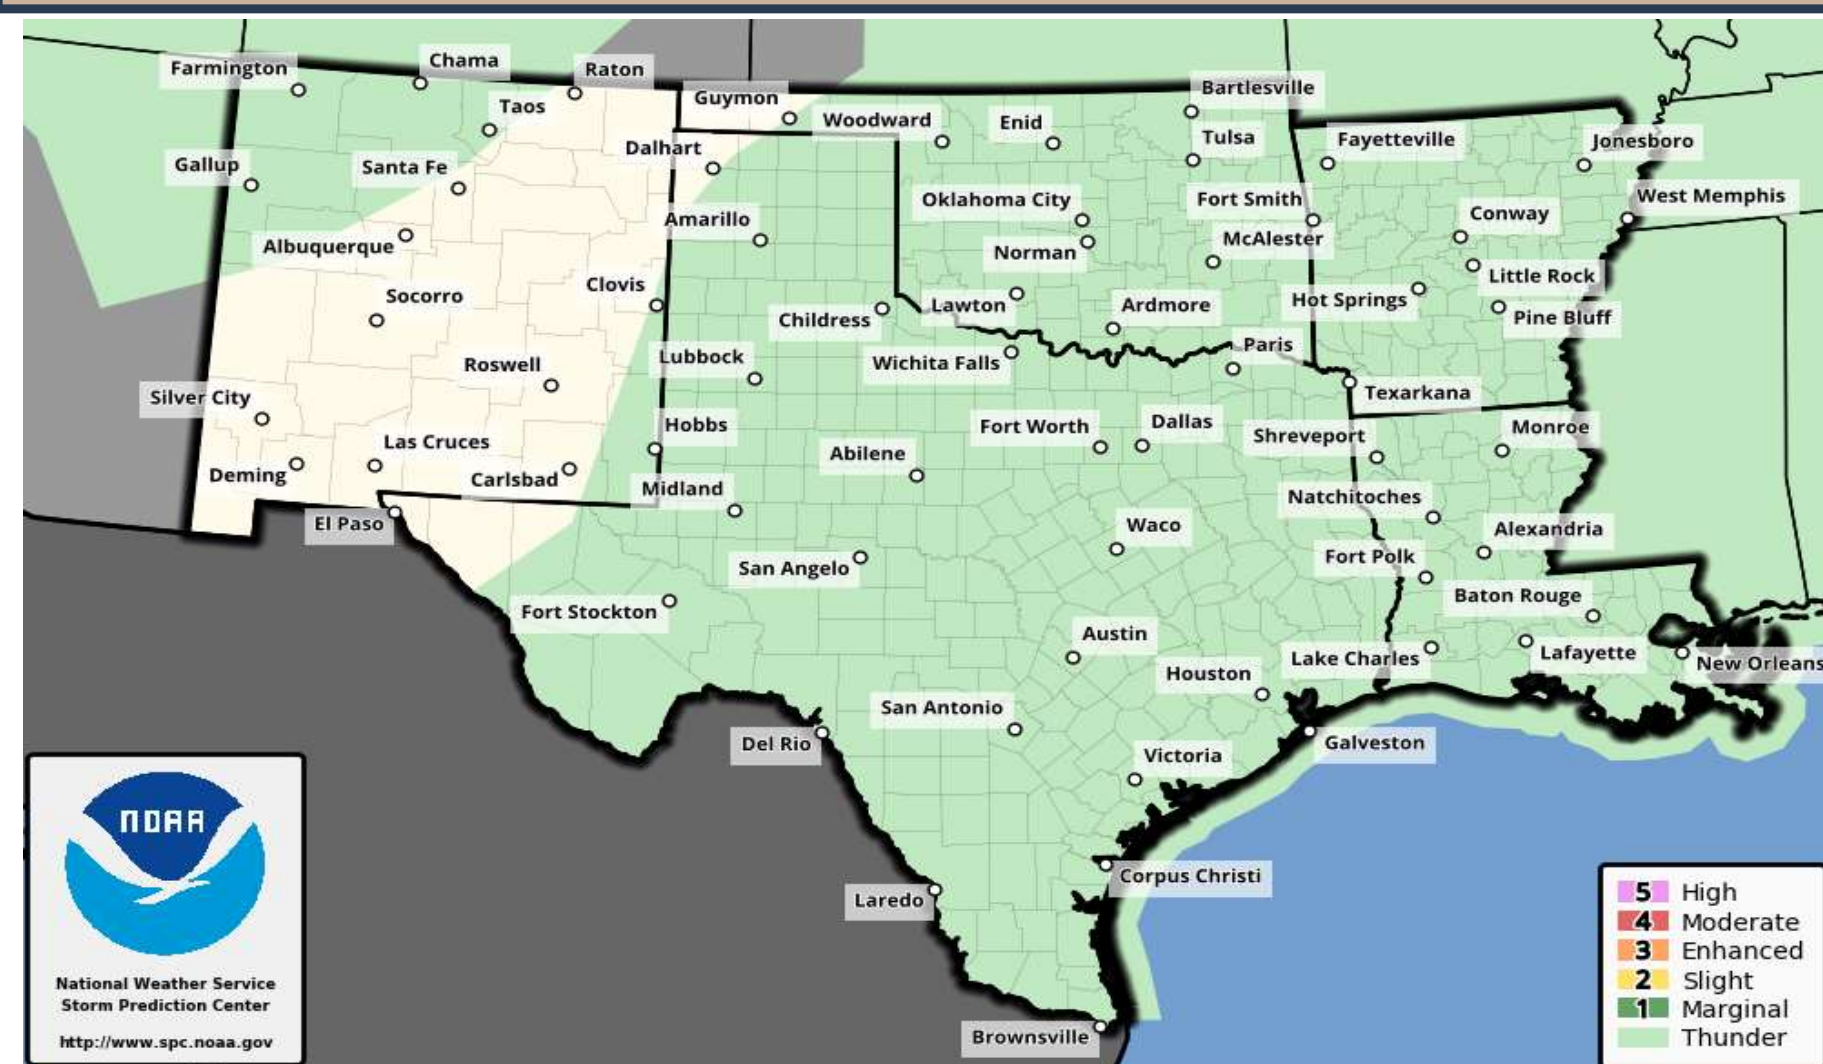 Farmington
Chama
Raton
Guymon
Bartlesville
Taos
Woodward
Enid
Tulsa
Fayetteville
Jonesboro
Gallup
Santa Fe
Dalhart
West Memphis
Oklahoma City
Fort Smith
Conway
Albuquerque
Amarillo
Norman
McAlester
Little Rock
Socorro
Clovis
Childress
Lawton
Ardmore
Hot Springs
Pine Bluff
Roswell
Lubbock
Wichita Falls
Paris
Texarkana
Silver City
Hobbs
Fort Worth
Dallas
Shreveport
Monroe
Las Cruces
Abilene
Deming
Carlsbad
Midland
Natchitoches
El Paso
Waco
Alexandria
San Angelo
Fort Polk
Fort Stockton
Baton Rouge
Austin
Lake Charles
Lafayette
New Orleans
Houston
San Antonio
Del Rio
Victoria
Galveston
Laredo
Corpus Christi
Brownsville
NOAA
National Weather Service
Storm Prediction Center
http://www.spc.noaa.gov
5 High
4 Moderate
3 Enhanced
2 Slight
1 Marginal
Thunder